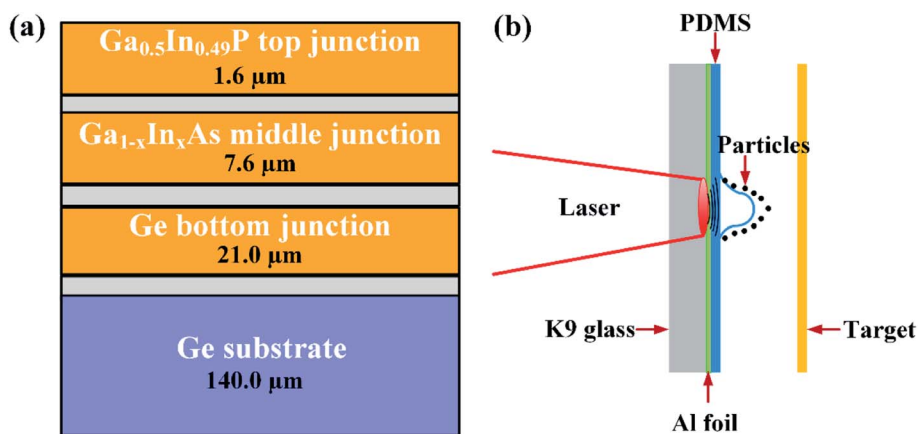 (a)
Ga₀.₅In₀.₄₉P top junction
1.6 μm
Ga₁₋ₓInₓAs middle junction
7.6 μm
Ge bottom junction
21.0 μm
Ge substrate
140.0 μm
(b)
PDMS
Particles
Laser
K9 glass
Target
Al foil